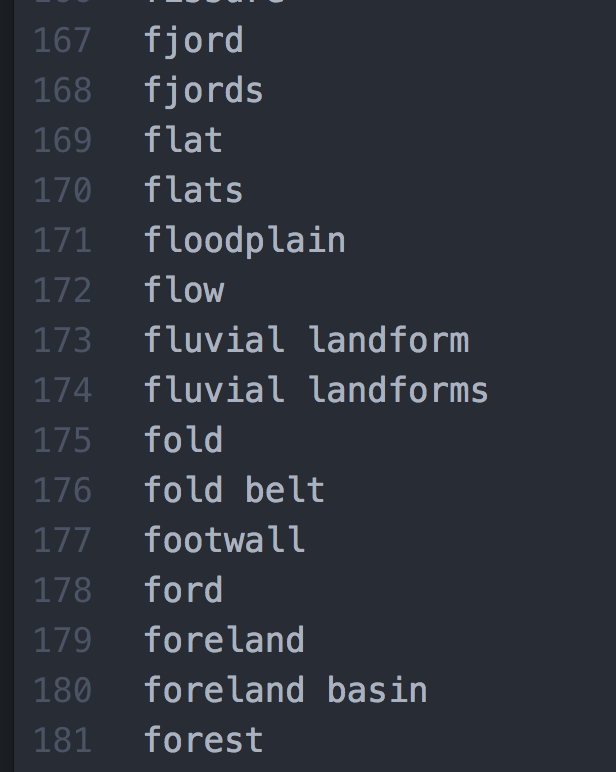 167 fjord
168 fjords
169 flat
170 flats
171 floodplain
172 flow
173 fluvial landform
174 fluvial landforms
175 fold
176 fold belt
177 footwall
178 ford
179 foreland
180 foreland basin
181 forest